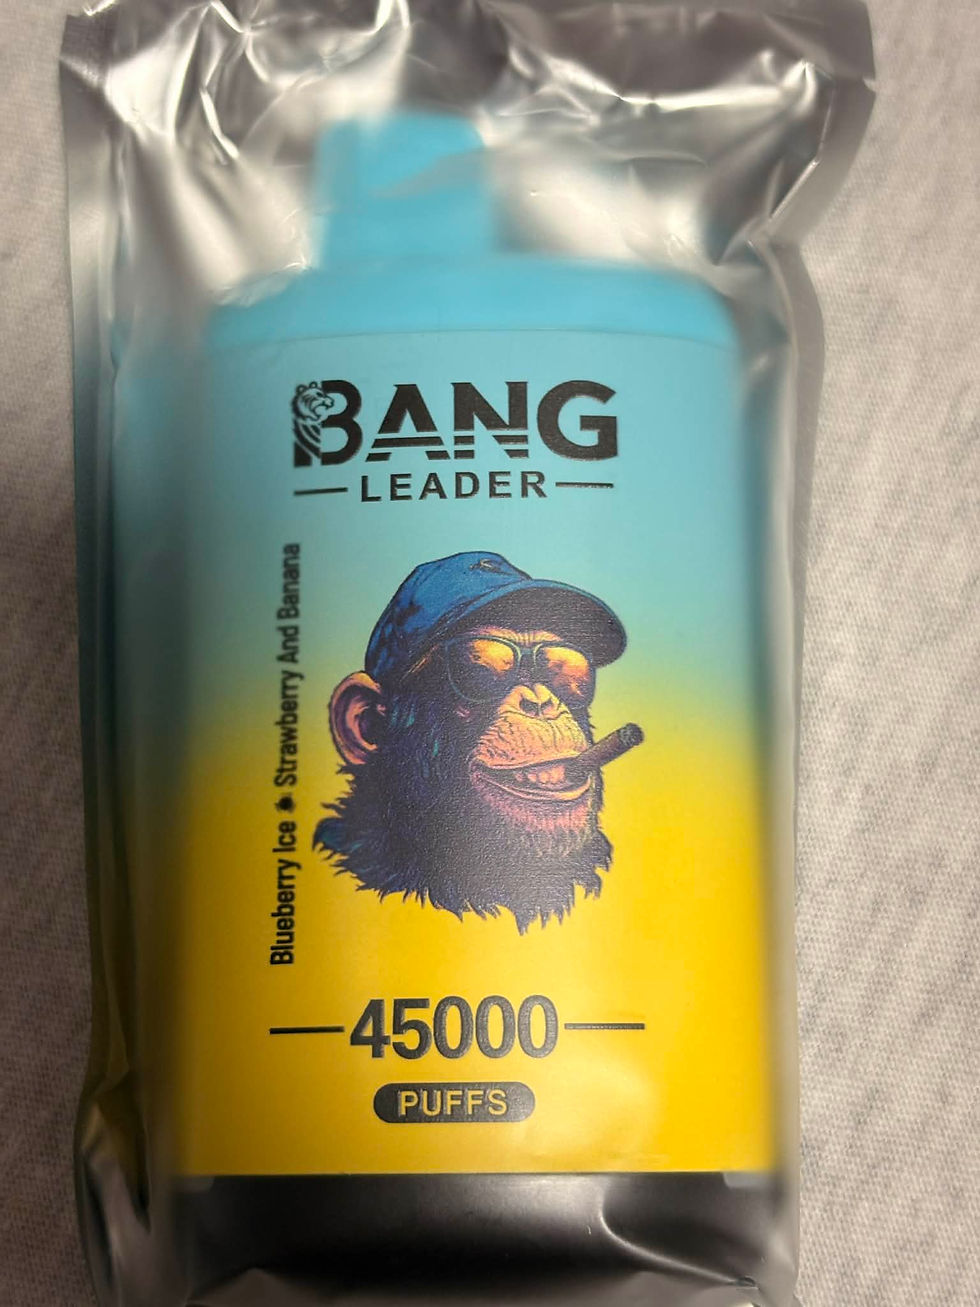 BANG
LEADER
Blueberry Ice Strawberry And Banana
45000
PUFFS